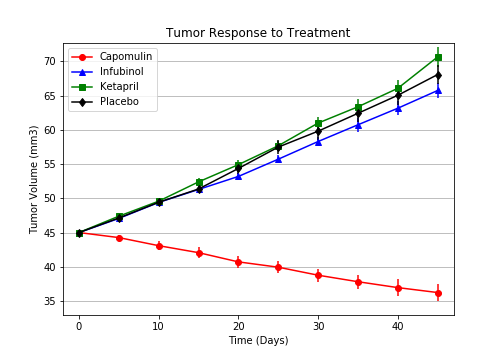 Tumor Response to Treatment
Capomulin
Infubinol
Ketapril
Placebo
Tumor Volume (mm3)
70
65
60
55
50
45
40
35
0
10
20
30
40
Time (Days)